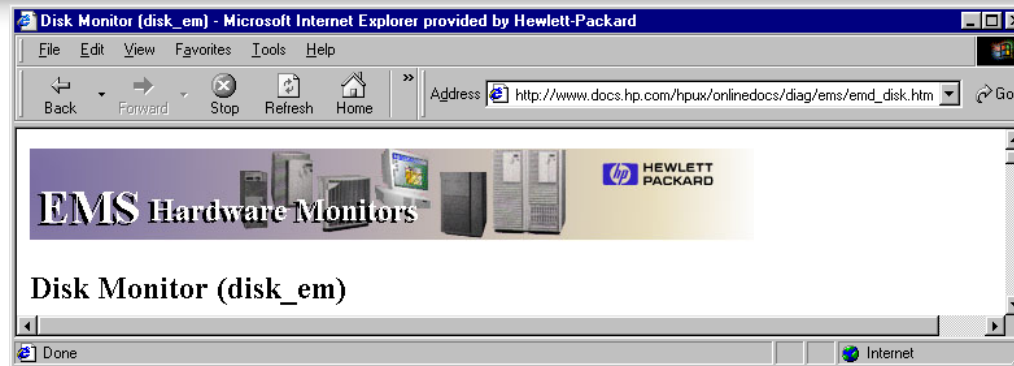 Disk Monitor (disk_em) - Microsoft Internet Explorer provided by Hewlett-Packard
File Edit View Favorites Tools Help
Back Forward Stop Refresh Home » Address http://www.docs.hp.com/hpux/onlinedocs/diag/ems/emd_disk.htm Go
hp HEWLETT
PACKARD
EMS Hardware Monitors
Disk Monitor (disk_em)
Done Internet